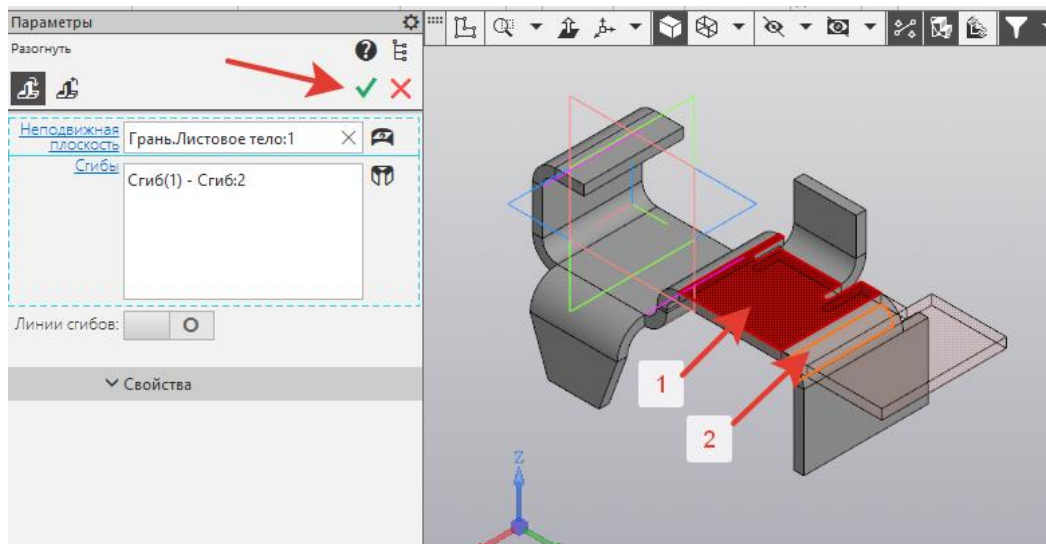 Параметры
Разогнуть
Неподвижная
плоскость
Грань.Листовое тело:1
Сгибы
Сгиб(1) - Сгиб:2
Линии сгибов:
Свойства
1
2
Z